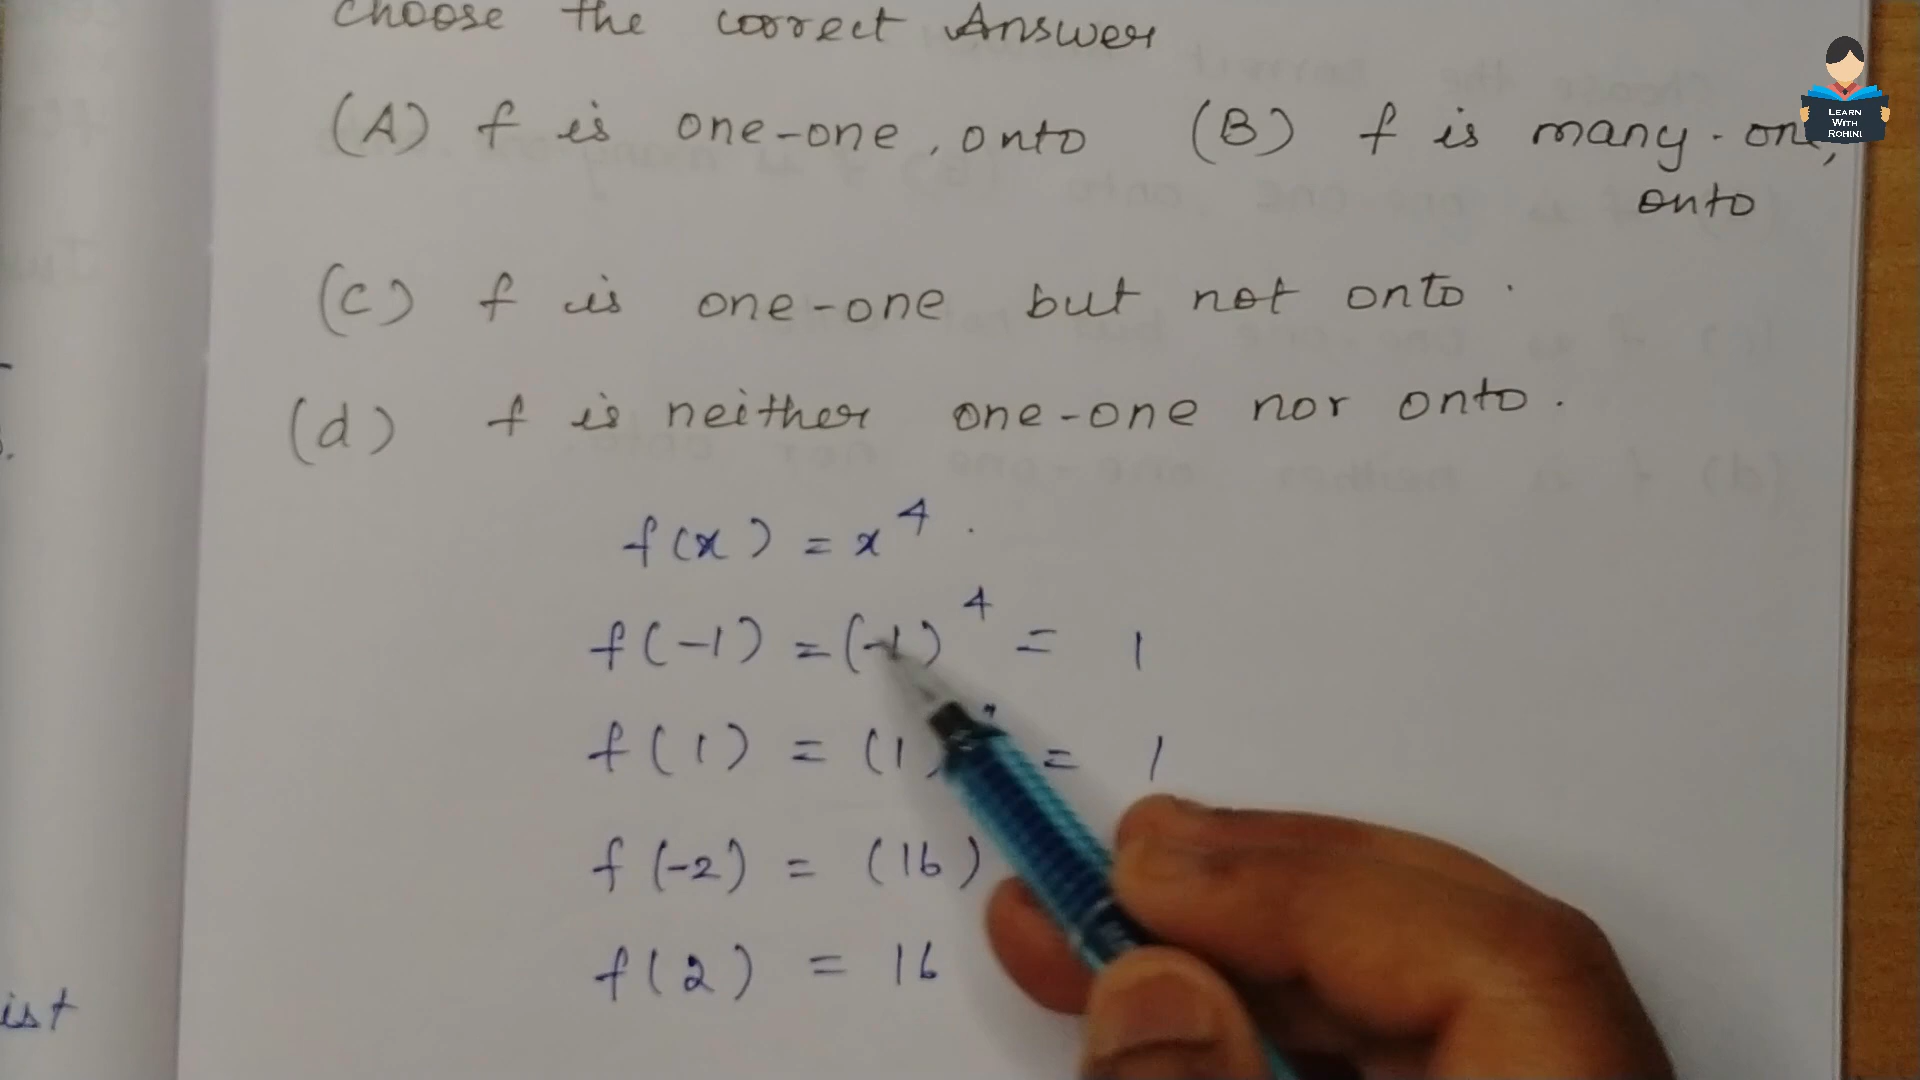 choose the correct Answer
LEARN
WITH
ROHINI
(A) f is one-one, onto (B) f is many-one,
onto
(C) f is one-one but not onto.
(d) f is neither one-one nor onto.
f(x) = x⁴.
f(-1) = (-1)⁴ = 1
f(1) = (1 = 1
f(-2) = (16)
f(2) = 16
ist